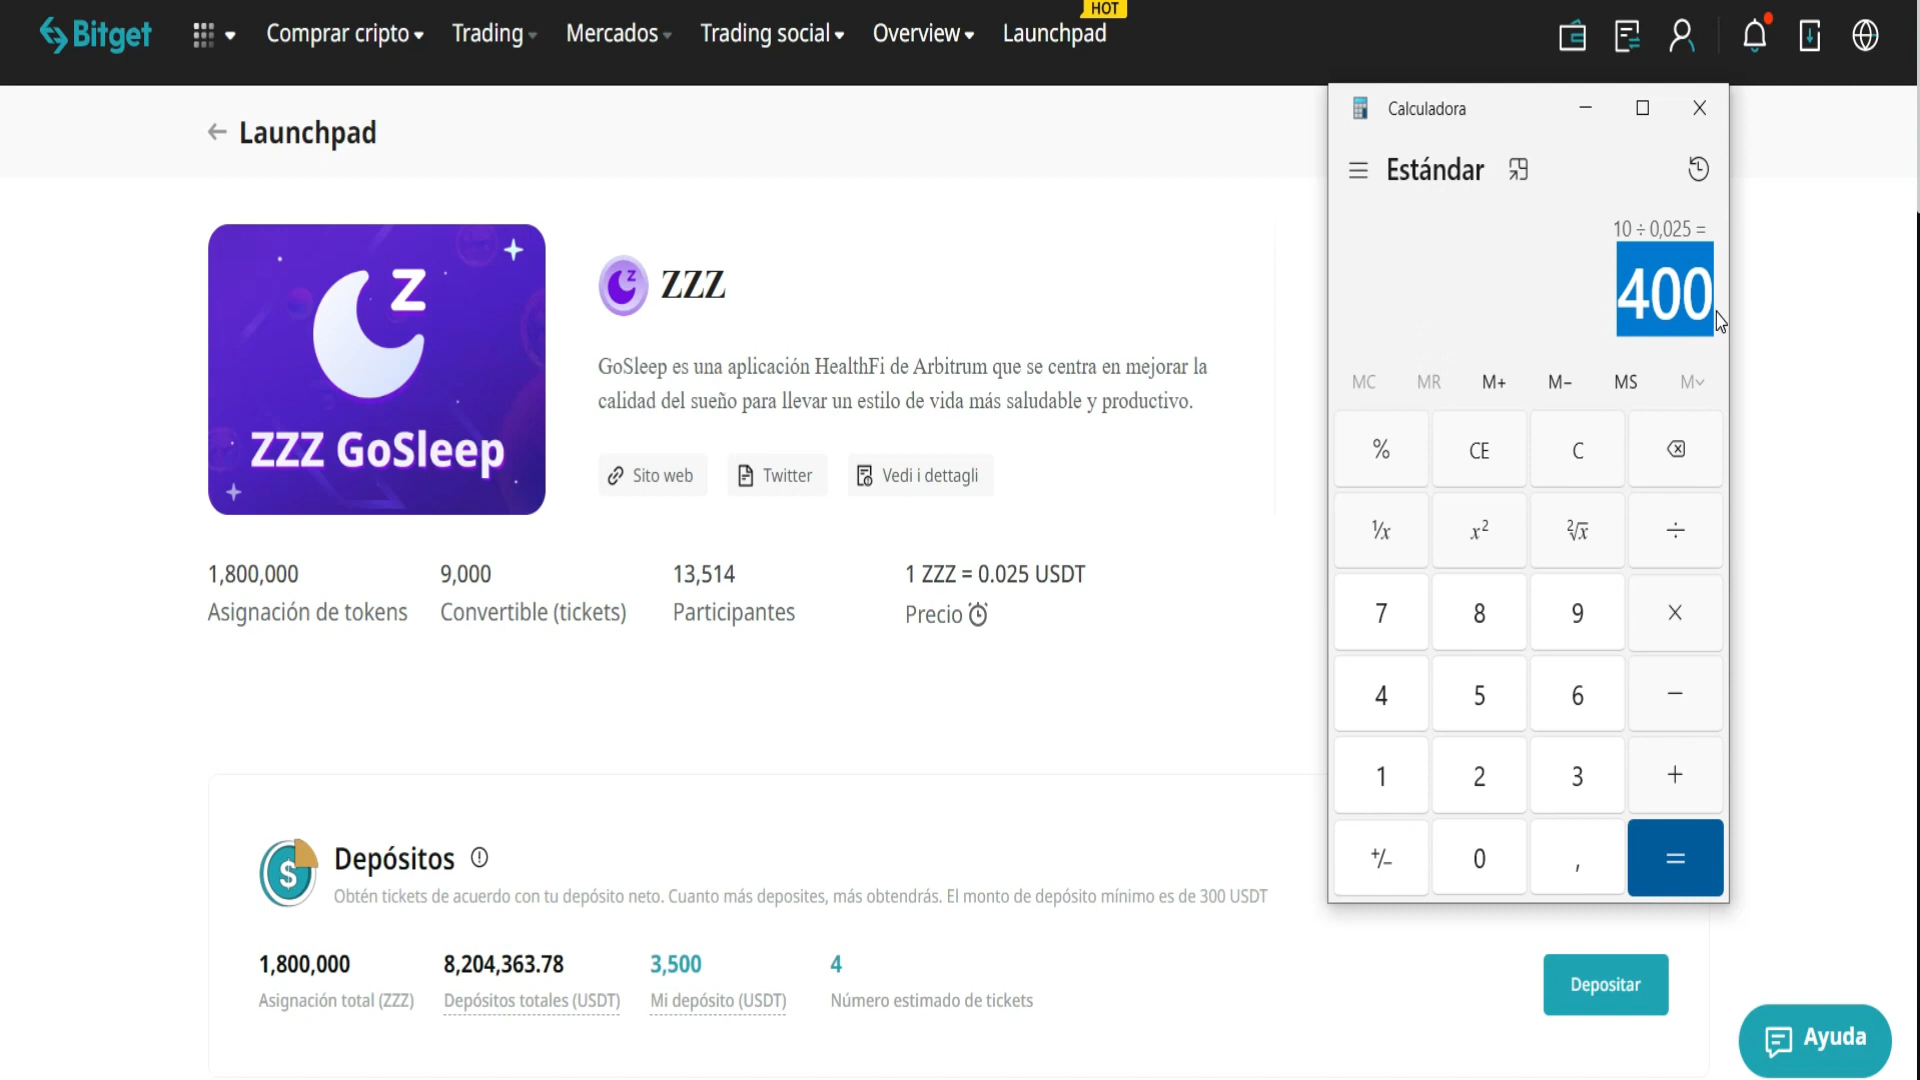 Bitget
Comprar cripto
Trading
Mercados
Trading social
Overview
Launchpad
HOT
Launchpad
ZZZ GoSleep
ZZZ
GoSleep es una aplicación HealthFi de Arbitrum que se centra en mejorar la
calidad del sueño para llevar un estilo de vida más saludable y productivo.
Sito web
Twitter
Vedi i dettagli
1,800,000
Asignación de tokens
9,000
Convertible (tickets)
13,514
Participantes
1 ZZZ = 0.025 USDT
Precio
Depósitos
Obtén tickets de acuerdo con tu depósito neto. Cuanto más deposites, más obtendrás. El monto de depósito mínimo es de 300 USDT
1,800,000
Asignación total (ZZZ)
8,204,363.78
Depósitos totales (USDT)
3,500
Mi depósito (USDT)
4
Número estimado de tickets
Depositar
Ayuda
Calculadora
Estándar
10 ÷ 0,025 =
400
MC MR M+ M− MS M
% CE C
¹/x x² ²√x ÷
7 8 9 ×
4 5 6 −
1 2 3 +
+/− 0 , =